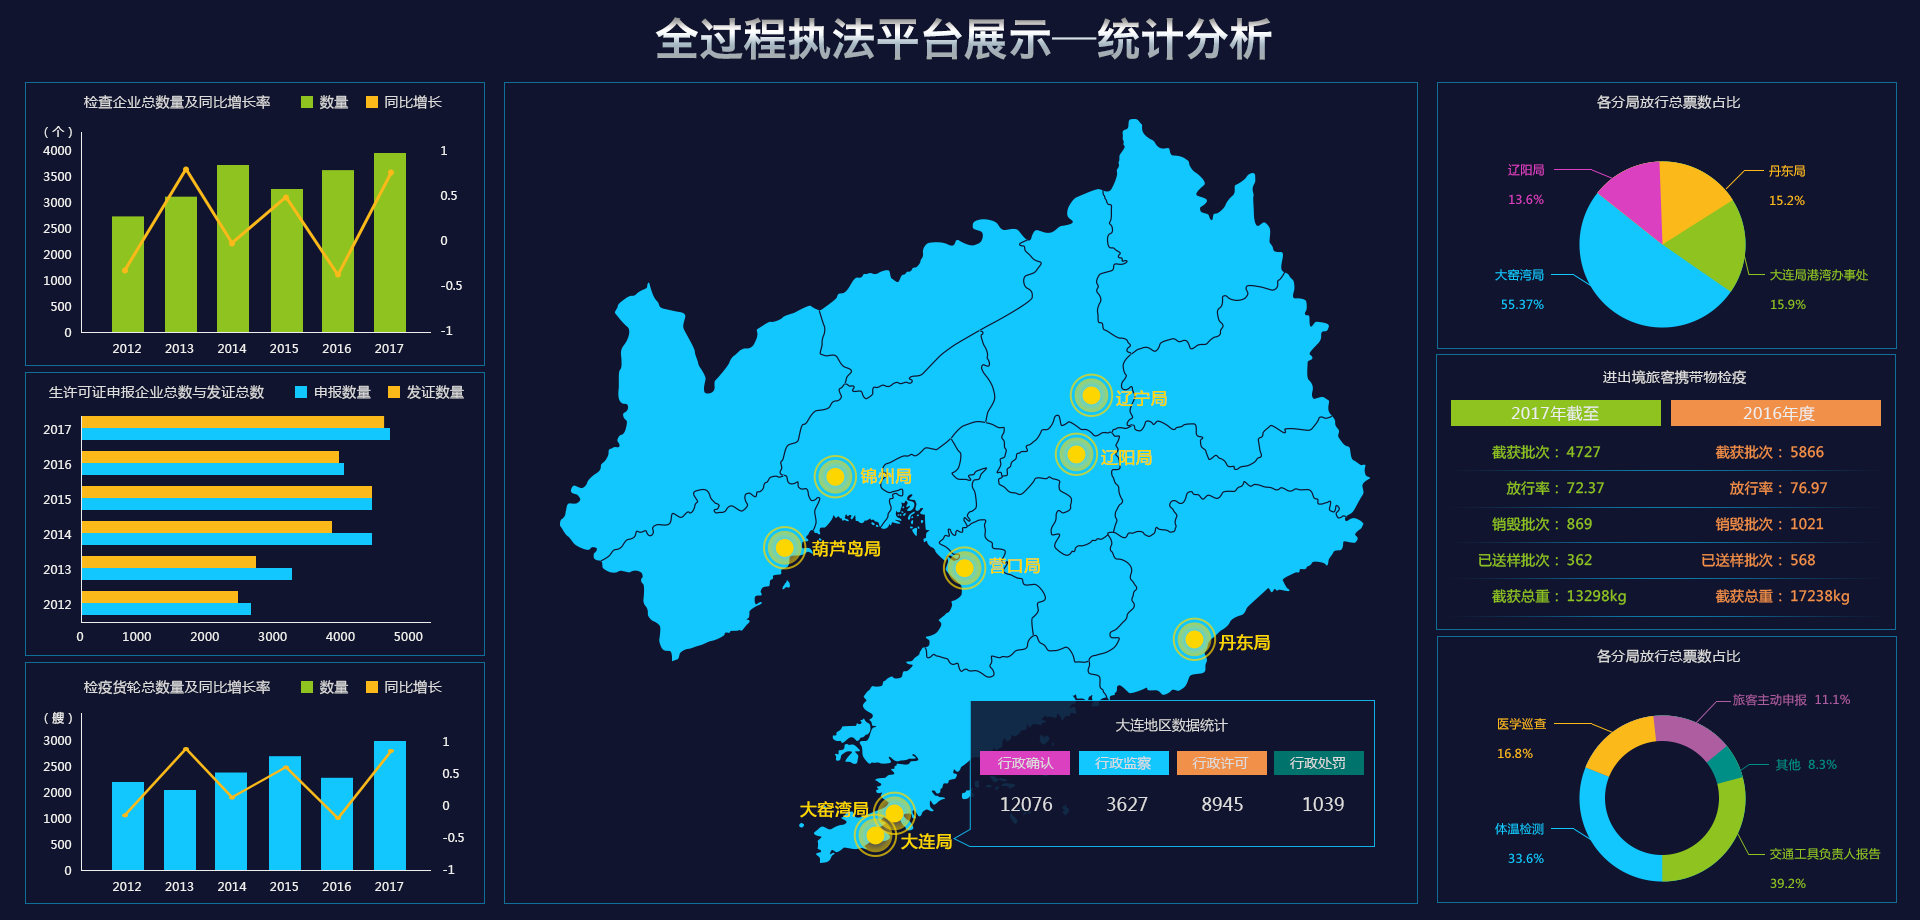 全过程执法平台展示—统计分析
检查企业总数量及同比增长率 数量 同比增长
（个）
4000 1
3500
3000 0.5
2500
2000 0
1500
1000 -0.5
500
0 -1
2012 2013 2014 2015 2016 2017
生许可证申报企业总数与发证总数 申报数量 发证数量
2017
2016
2015
2014
2013
2012
0 1000 2000 3000 4000 5000
检疫货轮总数量及同比增长率 数量 同比增长
（艘）
3000 1
2500 0.5
2000
1500 0
1000
500 -0.5
0 -1
2012 2013 2014 2015 2016 2017
辽宁局
辽阳局
锦州局
葫芦岛局
营口局
丹东局
大窑湾局
大连局
大连地区数据统计
行政确认 行政监察 行政许可 行政处罚
12076 3627 8945 1039
各分局放行总票数占比
辽阳局
13.6%
丹东局
15.2%
大窑湾局
55.37%
大连局港湾办事处
15.9%
进出境旅客携带物检疫
2017年截至 2016年度
截获批次：4727 截获批次：5866
放行率：72.37 放行率：76.97
销毁批次：869 销毁批次：1021
已送样批次：362 已送样批次：568
截获总重：13298kg 截获总重：17238kg
各分局放行总票数占比
旅客主动申报 11.1%
医学巡查
16.8%
其他 8.3%
体温检测
33.6%
交通工具负责人报告
39.2%